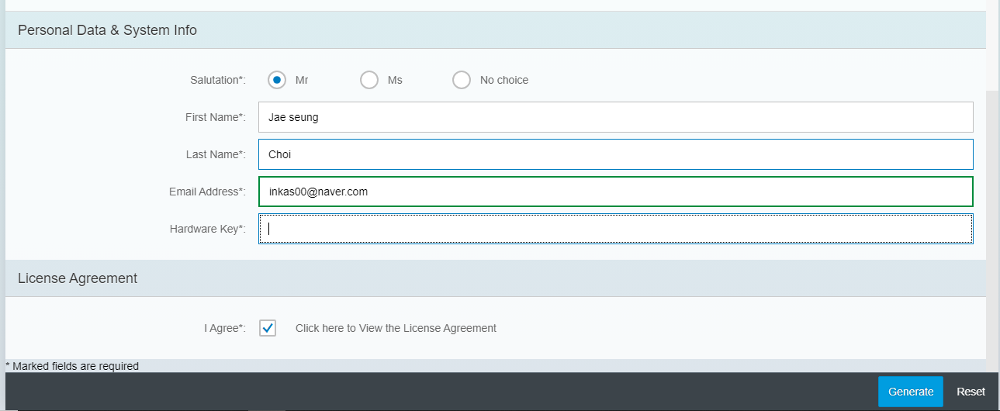 Personal Data & System Info
Salutation*: Mr Ms No choice
First Name*: Jae seung
Last Name*: Choi
Email Address*: inkas00@naver.com
Hardware Key*:
License Agreement
I Agree*: Click here to View the License Agreement
* Marked fields are required
Generate Reset